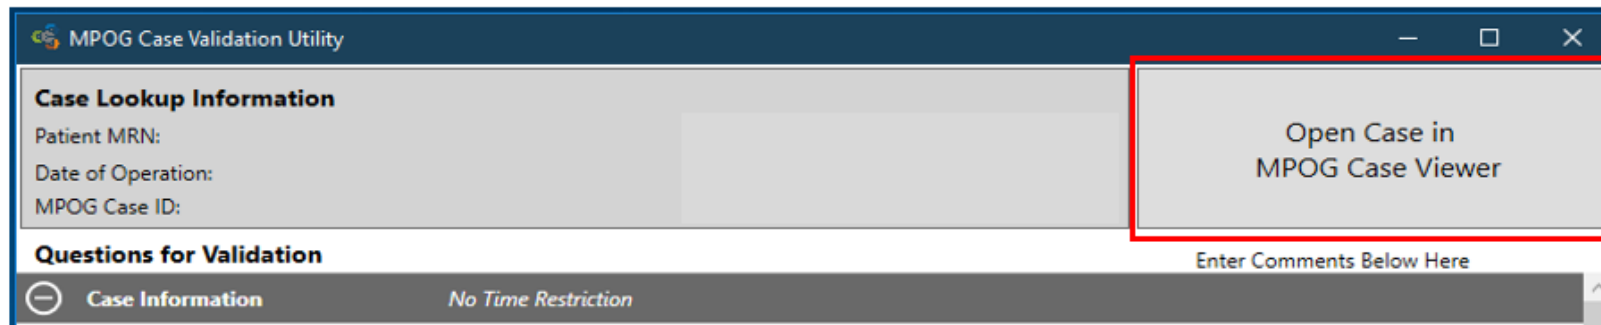 MPOG Case Validation Utility
Case Lookup Information
Patient MRN:
Date of Operation:
MPOG Case ID:
Open Case in
MPOG Case Viewer
Questions for Validation
Enter Comments Below Here
Case Information No Time Restriction